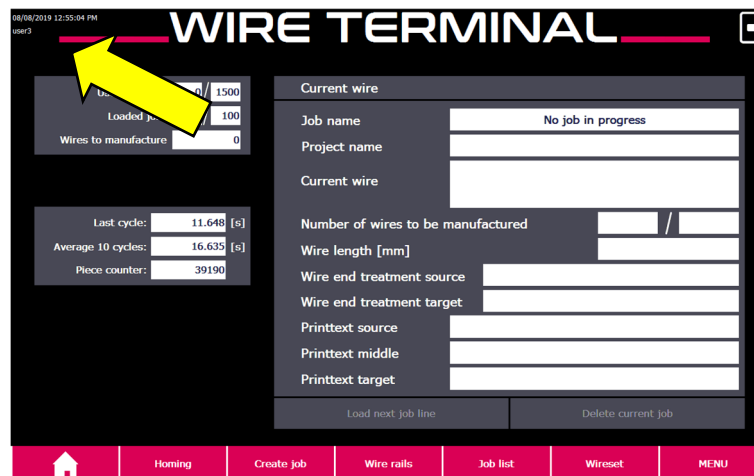 08/08/2019 12:55:04 PM
user3
WIRE TERMINAL
0 / 1500
Loaded / 100
Wires to manufacture 0
Last cycle: 11.648 [s]
Average 10 cycles: 16.635 [s]
Piece counter: 39190
Current wire
Job name No job in progress
Project name
Current wire
Number of wires to be manufactured /
Wire length [mm]
Wire end treatment source
Wire end treatment target
Printtext source
Printtext middle
Printtext target
Load next job line Delete current job
Homing Create job Wire rails Job list Wireset MENU